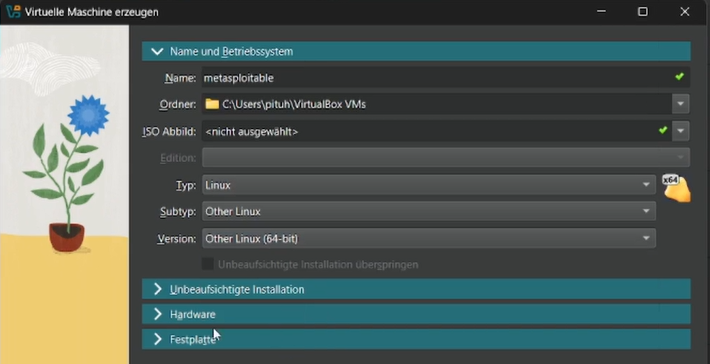 Virtuelle Maschine erzeugen
Name und Betriebssystem
Name: metasploitable
Ordner: C:\Users\pituh\VirtualBox VMs
ISO Abbild: <nicht ausgewählt>
Edition:
Typ: Linux
x64
Subtyp: Other Linux
Version: Other Linux (64-bit)
Unbeaufsichtigte Installation überspringen
Unbeaufsichtigte Installation
Hardware
Festplatte